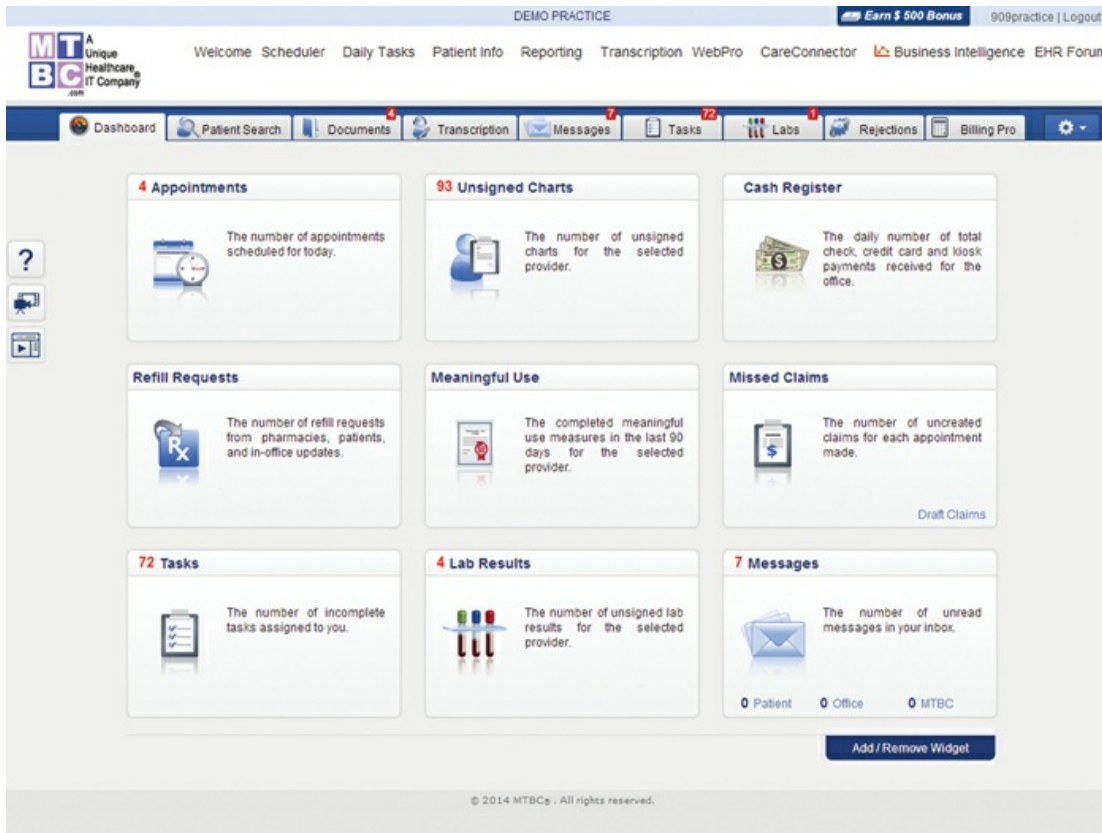 DEMO PRACTICE
Earn $ 500 Bonus
909practice | Logout
MTBC
.com
A
Unique
Healthcare
IT Company
®
Welcome Scheduler Daily Tasks Patient Info Reporting Transcription WebPro CareConnector Business Intelligence EHR Forum
Dashboard Patient Search Documents 4 Transcription Messages 7 Tasks 72 Labs 1 Rejections Billing Pro
4 Appointments
The number of appointments
scheduled for today.
93 Unsigned Charts
The number of unsigned
charts for the selected
provider.
Cash Register
The daily number of total
check, credit card and kiosk
payments received for the
office.
$
?
Refill Requests
Rx
The number of refill requests
from pharmacies, patients,
and in-office updates.
Meaningful Use
The completed meaningful
use measures in the last 90
days for the selected
provider.
Missed Claims
$
The number of uncreated
claims for each appointment
made.
Draft Claims
72 Tasks
The number of incomplete
tasks assigned to you.
4 Lab Results
The number of unsigned lab
results for the selected
provider.
7 Messages
The number of unread
messages in your inbox.
0 Patient 0 Office 0 MTBC
Add / Remove Widget
© 2014 MTBC® . All rights reserved.